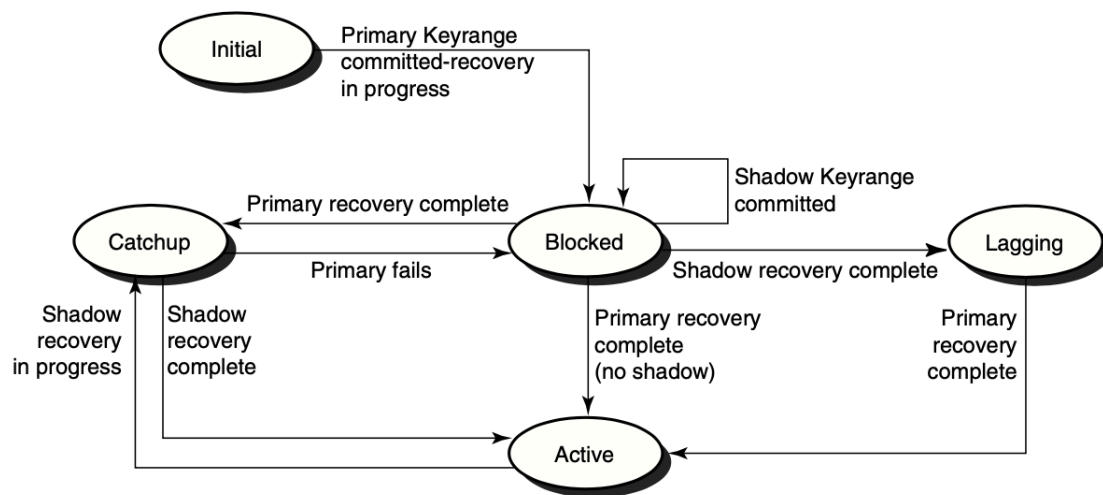 Initial
Primary Keyrange
committed-recovery
in progress
Shadow Keyrange
committed
Primary recovery complete
Catchup
Blocked
Lagging
Primary fails
Shadow recovery complete
Shadow
recovery
in progress
Shadow
recovery
complete
Primary recovery
complete
(no shadow)
Primary
recovery
complete
Active